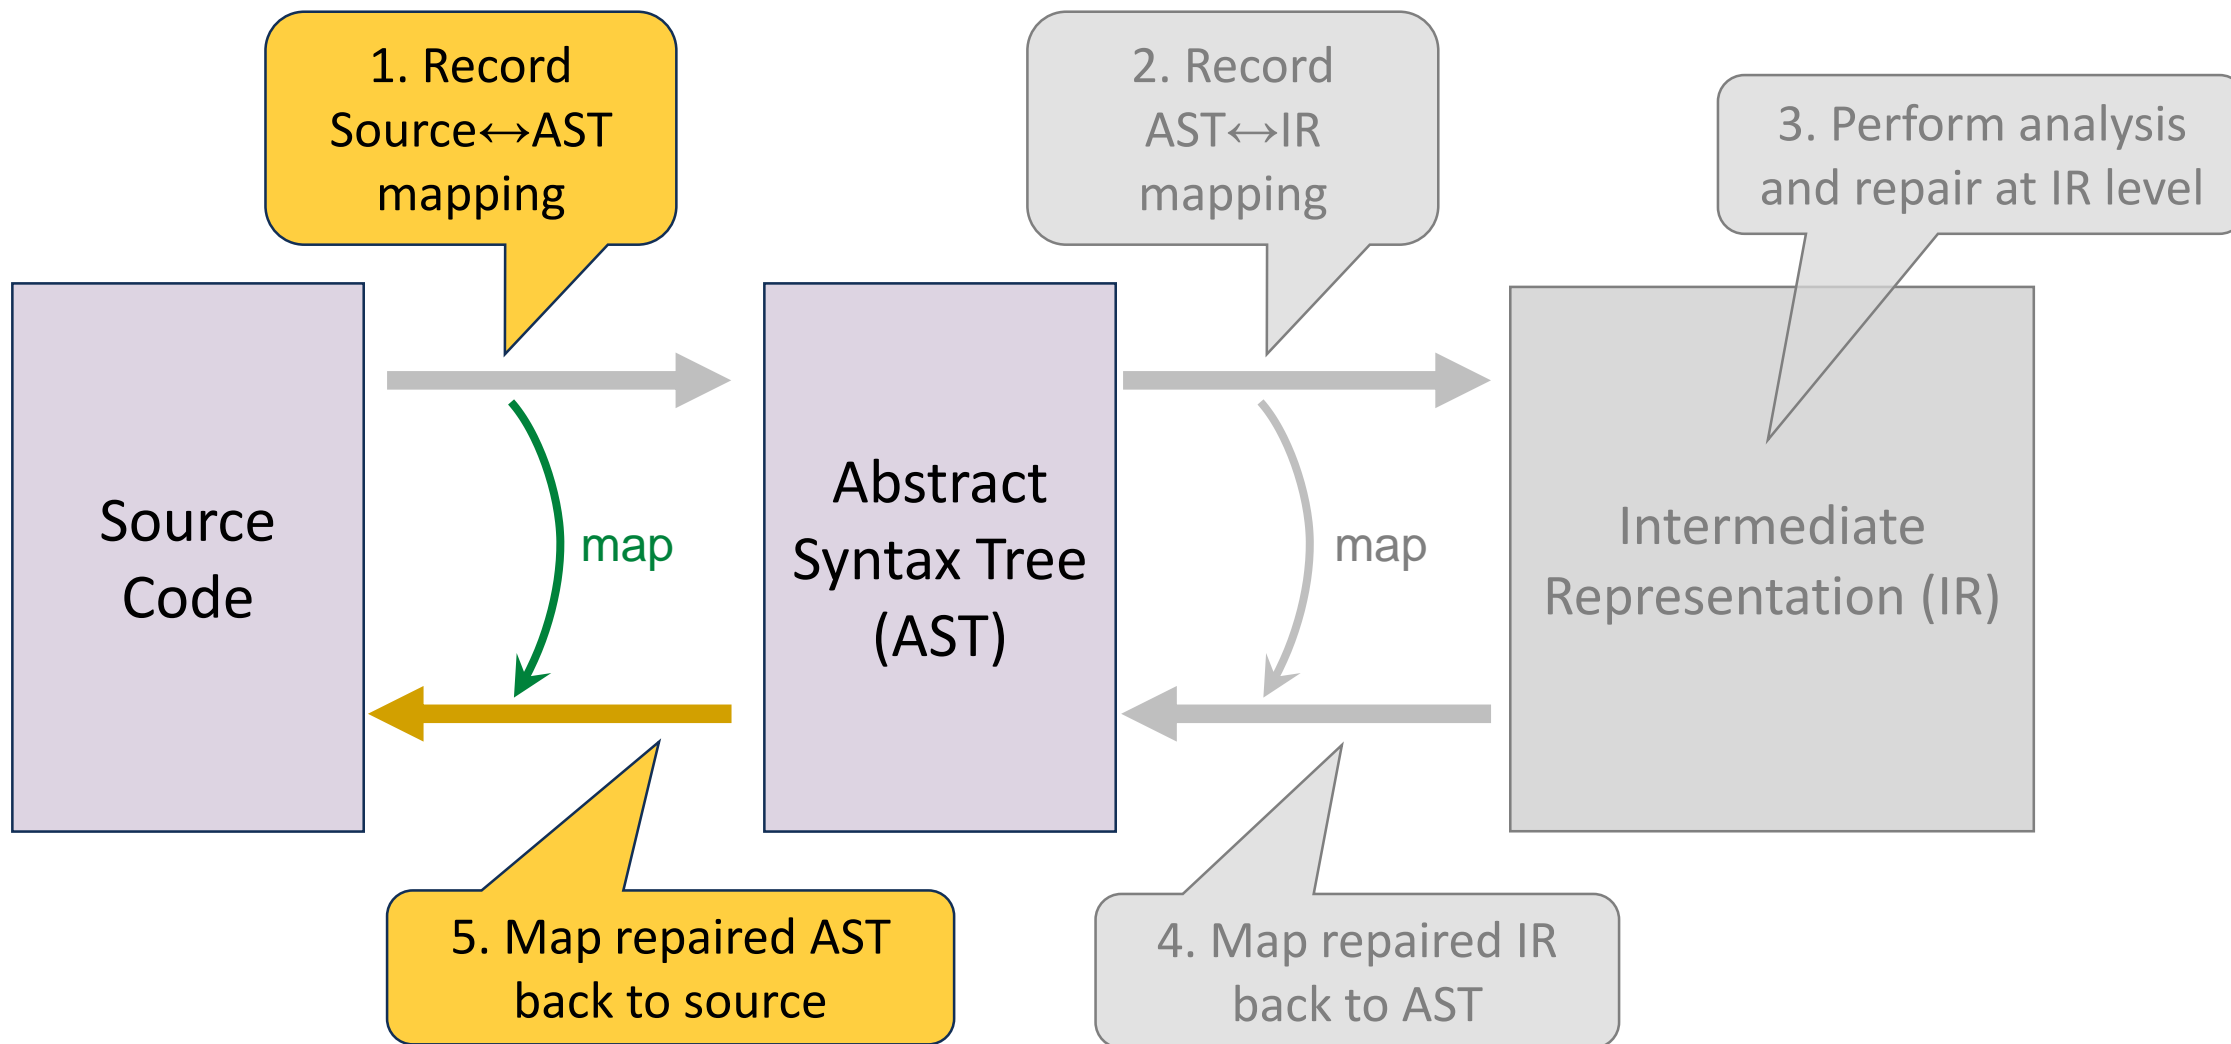 1. Record
Source↔AST
mapping
2. Record
AST↔IR
mapping
3. Perform analysis
and repair at IR level
Source
Code
map
Abstract
Syntax Tree
(AST)
map
Intermediate
Representation (IR)
5. Map repaired AST
back to source
4. Map repaired IR
back to AST